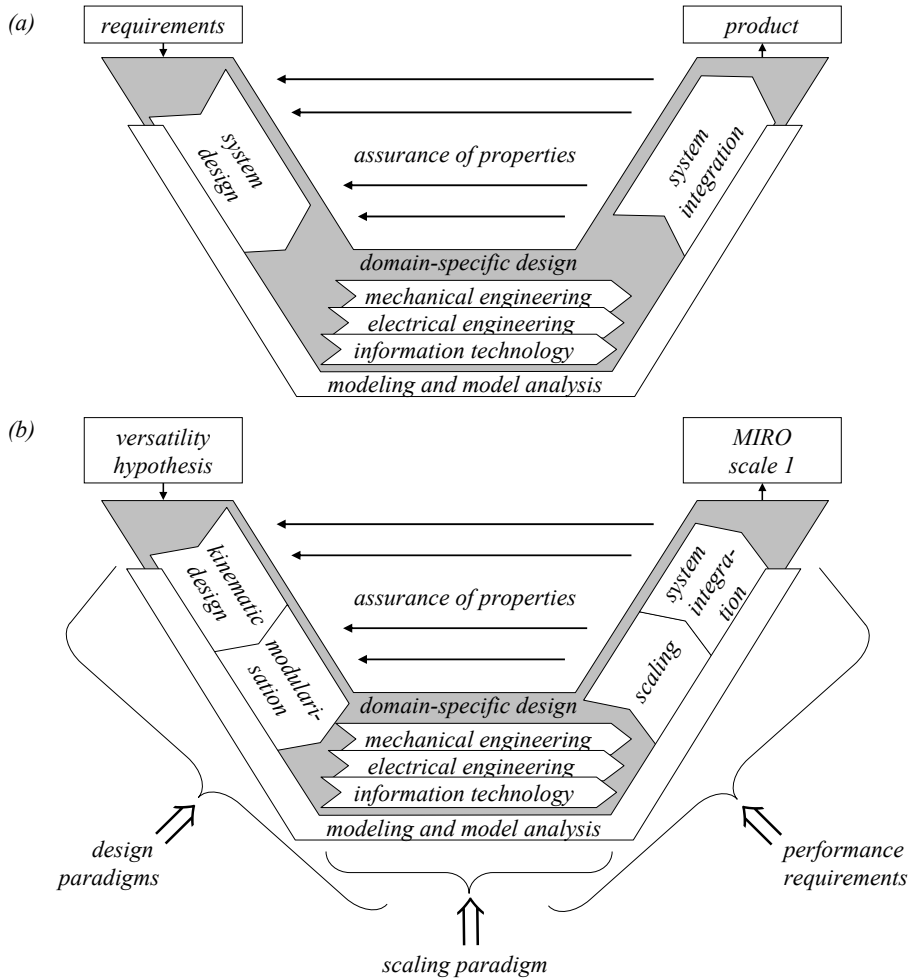 (a)
requirements
product
system
design
assurance of properties
system
integration
domain-specific design
mechanical engineering
electrical engineering
information technology
modeling and model analysis
(b)
versatility
hypothesis
MIRO
scale 1
kinematic
design
modulari-
sation
assurance of properties
system
integra-
tion
scaling
domain-specific design
mechanical engineering
electrical engineering
information technology
modeling and model analysis
design
paradigms
performance
requirements
scaling paradigm